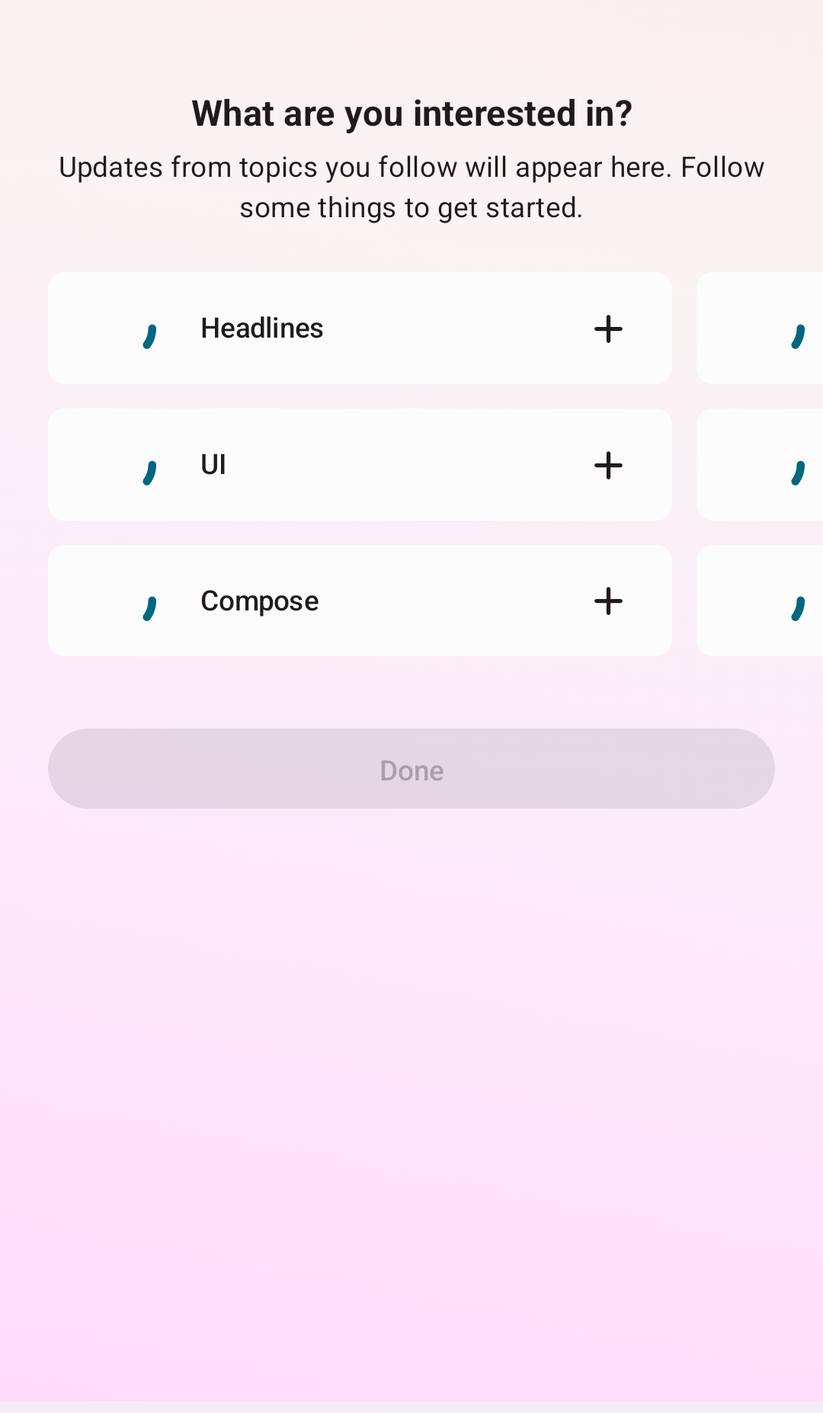 What are you interested in?
Updates from topics you follow will appear here. Follow
some things to get started.
Headlines
UI
Compose
Done